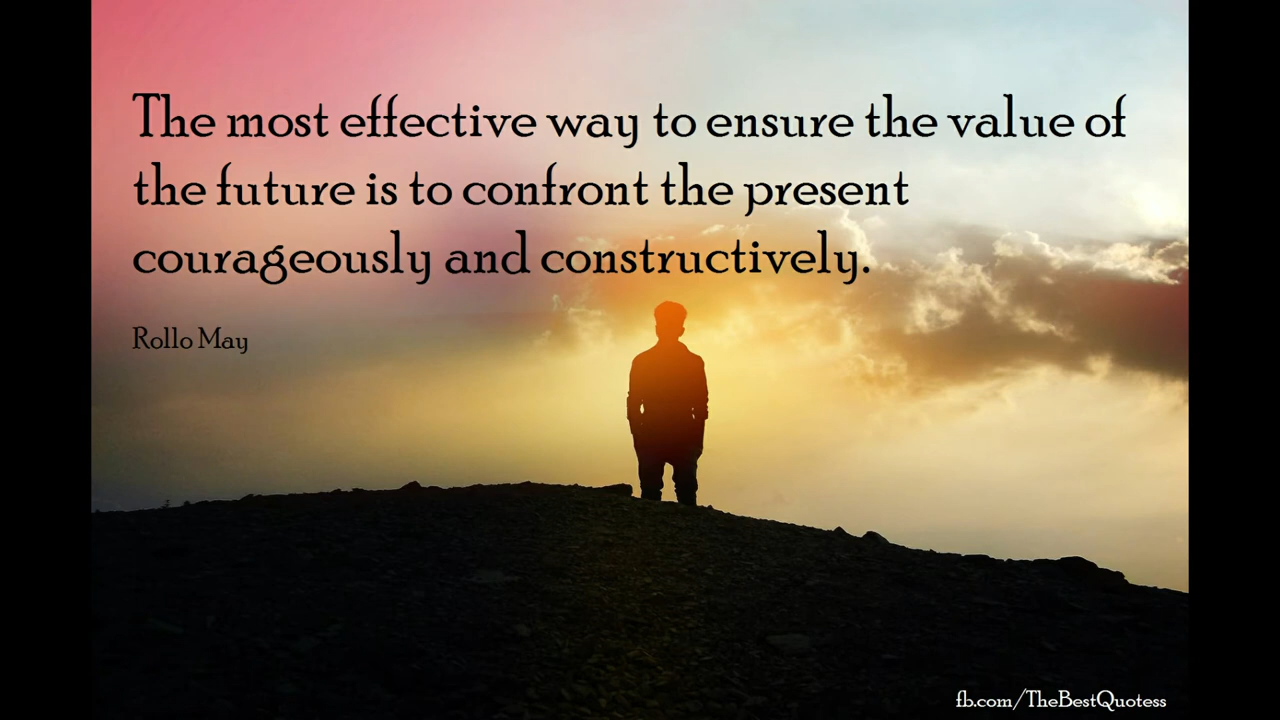 The most effective way to ensure the value of
the future is to confront the present
courageously and constructively.
Rollo May
fb.com/TheBestQuotess